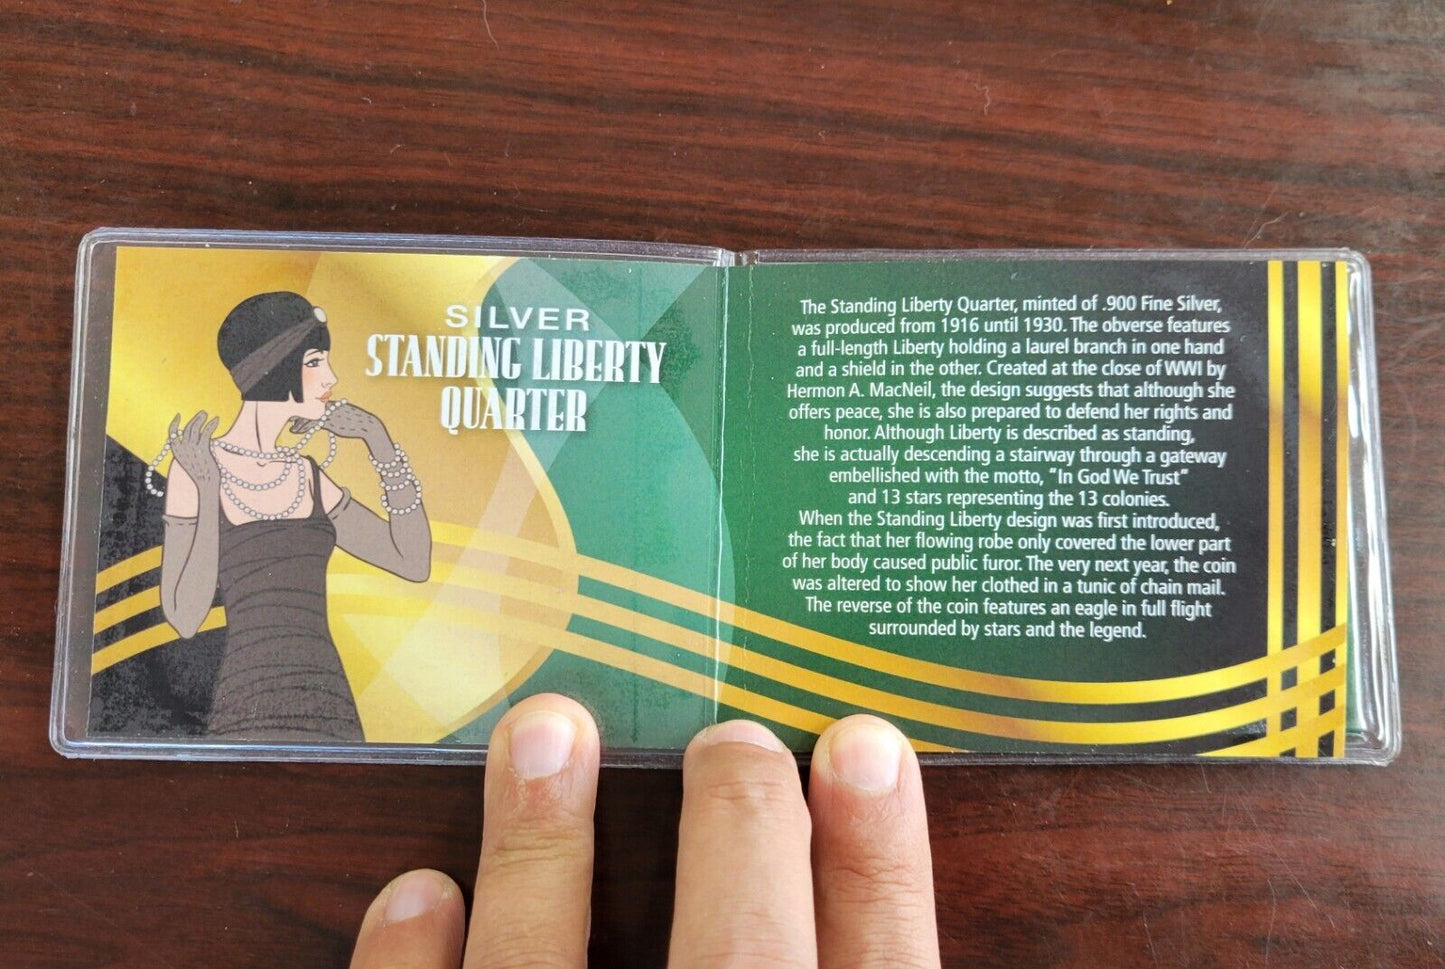 SILVER
STANDING LIBERTY
QUARTER
The Standing Liberty Quarter, minted of .900 Fine Silver,
was produced from 1916 until 1930. The obverse features
a full-length Liberty holding a laurel branch in one hand
and a shield in the other. Created at the close of WWI by
Hermon A. MacNeil, the design suggests that although she
offers peace, she is also prepared to defend her rights and
honor. Although Liberty is described as standing,
she is actually descending a stairway through a gateway
embellished with the motto, "In God We Trust"
and 13 stars representing the 13 colonies.
When the Standing Liberty design was first introduced,
the fact that her flowing robe only covered the lower part
of her body caused public furor. The very next year, the coin
was altered to show her clothed in a tunic of chain mail.
The reverse of the coin features an eagle in full flight
surrounded by stars and the legend.